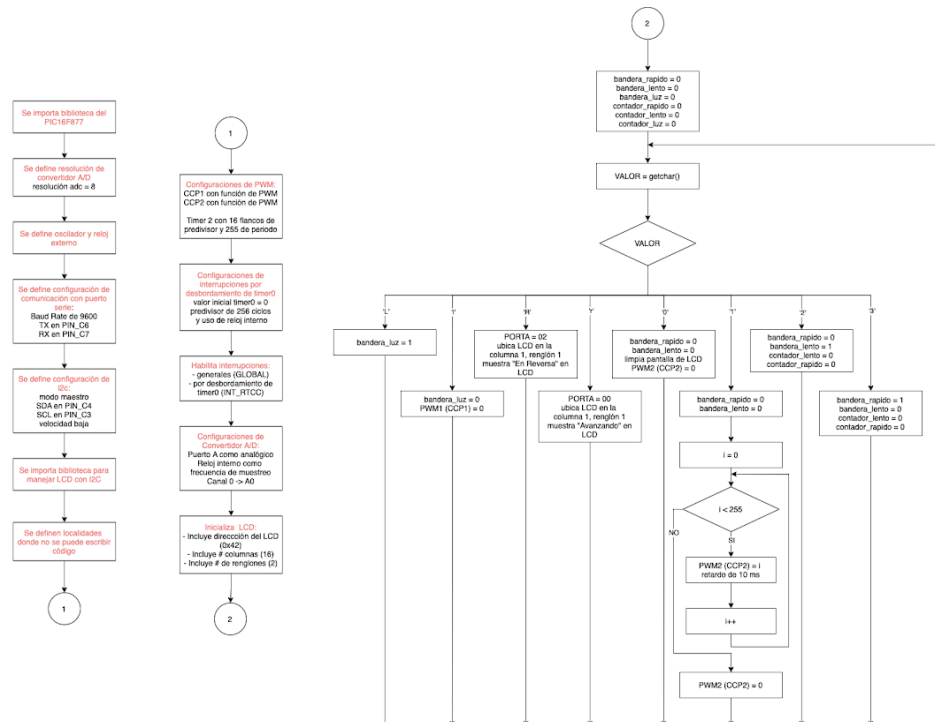 Se importa biblioteca del
PIC16F877
Se define resolución de
convertidor A/D
resolución adc = 8
Se define oscilador y reloj
externo
Se define configuración de
comunicación con puerto
serie:
Baud Rate de 9600
TX en PIN_C6
RX en PIN_C7
Se define configuración de
i2c:
modo maestro
SDA en PIN_C4
SCL en PIN_C3
velocidad baja
Se importa biblioteca para
manejar LCD con I2C
Se definen localidades
donde no se puede escribir
código
1
1
Configuraciones de PWM:
CCP1 con función de PWM
CCP2 con función de PWM
Timer 2 con 16 flancos de
predivisor y 255 de periodo
Configuraciones de
interrupciones por
desbordamiento de timer0
valor inicial timer0 = 0
predivisor de 256 ciclos
y uso de reloj interno
Habilita interrupciones:
- generales (GLOBAL)
- por desbordamiento de
timer0 (INT_RTCC)
Configuraciones de
Convertidor A/D:
Puerto A como analógico
Reloj interno como
frecuencia de muestreo
Canal 0 -> A0
Inicializa LCD:
- Incluye direccción del LCD
(0x42)
- Incluye # columnas (16)
- Incluye # de renglones (2)
2
2
bandera_rapido = 0
bandera_lento = 0
bandera_luz = 0
contador_rapido = 0
contador_lento = 0
contador_luz = 0
VALOR = getchar()
VALOR
'L'
bandera_luz = 1
'l'
bandera_luz = 0
PWM1 (CCP1) = 0
'R'
PORTA = 02
ubica LCD en la
columna 1, renglón 1
muestra "En Reversa" en
LCD
PORTA = 00
ubica LCD en la
columna 1, renglón 1
muestra "Avanzando" en
LCD
'0'
bandera_rapido = 0
bandera_lento = 0
limpia pantalla de LCD
PWM2 (CCP2) = 0
'1'
bandera_rapido = 0
bandera_lento = 0
i = 0
i < 255
NO
SI
PWM2 (CCP2) = i
retardo de 10 ms
i++
PWM2 (CCP2) = 0
'2'
bandera_rapido = 0
bandera_lento = 1
contador_lento = 0
contador_rapido = 0
'3'
bandera_rapido = 1
bandera_lento = 0
contador_lento = 0
contador_rapido = 0